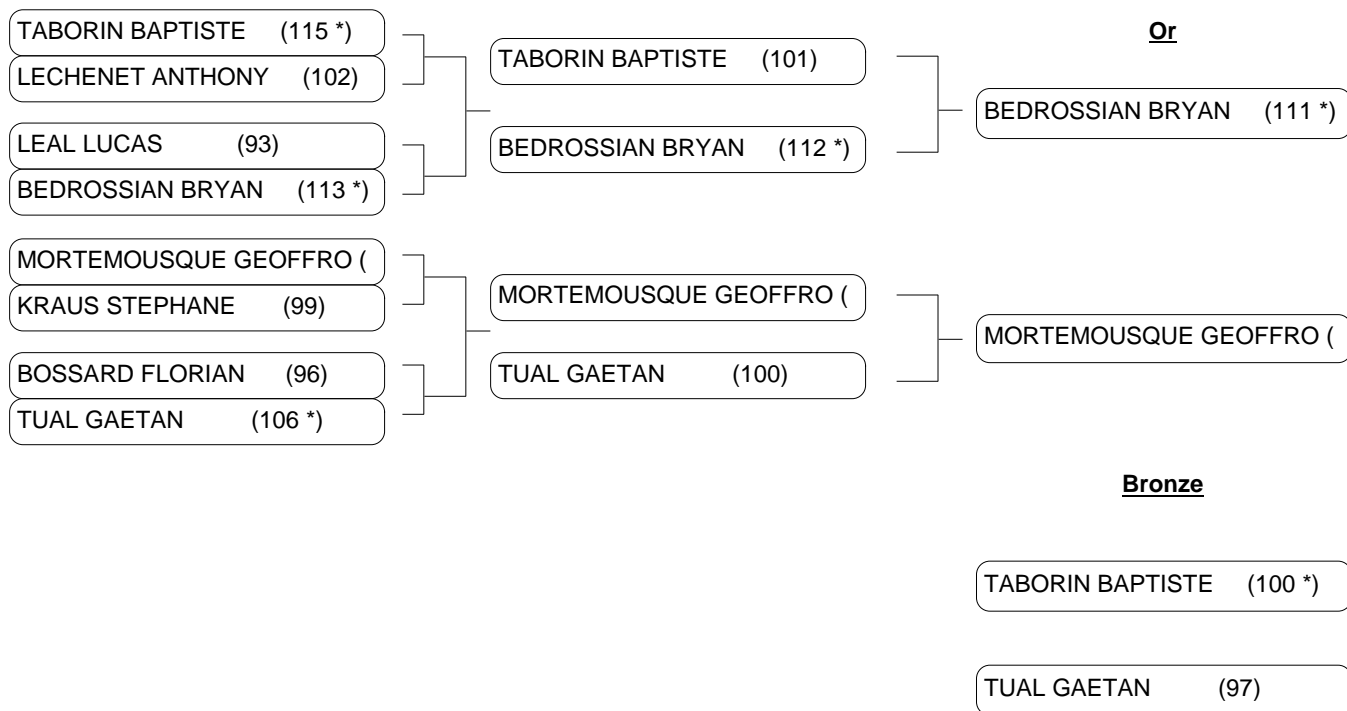 TABORIN BAPTISTE (115 *)
LECHENET ANTHONY (102)
LEAL LUCAS (93)
BEDROSSIAN BRYAN (113 *)
MORTEMOUSQUE GEOFFRO (
KRAUS STEPHANE (99)
BOSSARD FLORIAN (96)
TUAL GAETAN (106 *)
TABORIN BAPTISTE (101)
BEDROSSIAN BRYAN (112 *)
MORTEMOUSQUE GEOFFRO (
TUAL GAETAN (100)
Or
BEDROSSIAN BRYAN (111 *)
MORTEMOUSQUE GEOFFRO (
Bronze
TABORIN BAPTISTE (100 *)
TUAL GAETAN (97)